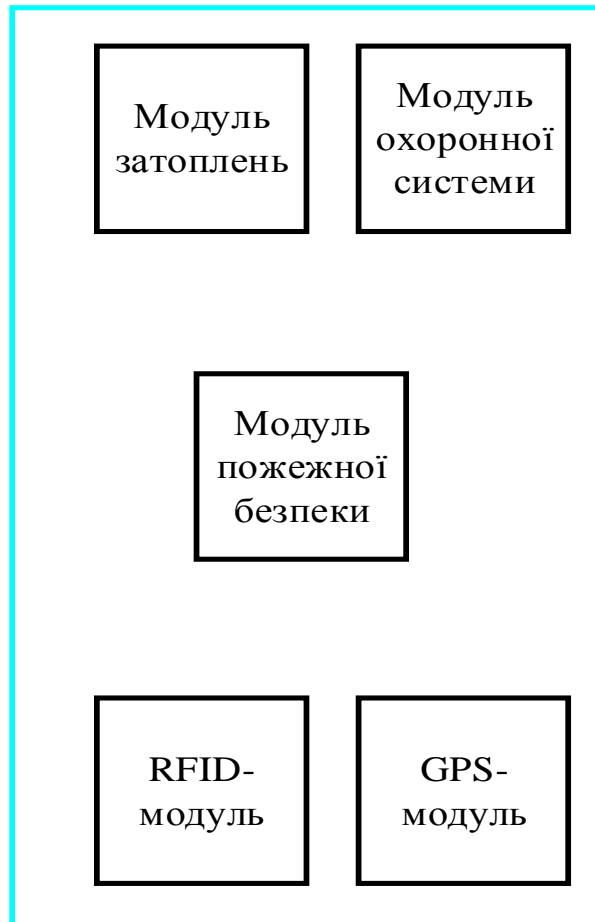 Модуль
затоплень
Модуль
охоронної
системи
Модуль
пожежної
безпеки
RFID-
модуль
GPS-
модуль